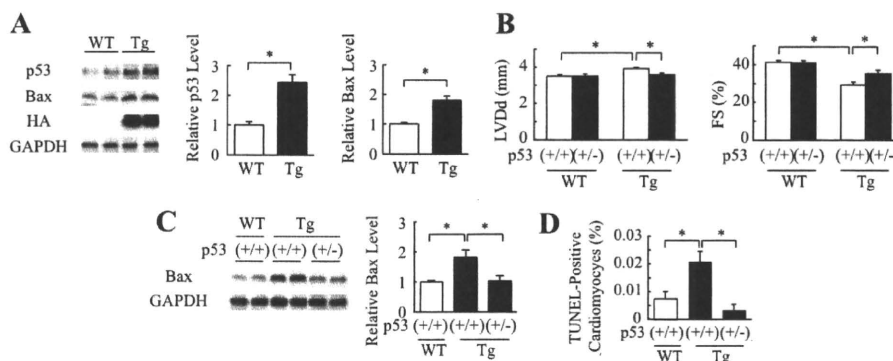 A
WT Tg
p53
Bax
HA
GAPDH
Relative p53 Level
3
2
1
0
*
WT Tg
Relative Bax Level
3
2
1
0
*
WT Tg
B
LVDd (mm)
4
2
0
* *
p53 (+/+)(+/-) (+/+)(+/-)
WT Tg
FS (%)
40
20
0
* *
p53 (+/+)(+/-) (+/+)(+/-)
WT Tg
C
WT Tg
p53 (+/+) (+/+) (+/-)
Bax
GAPDH
Relative Bax Level
3
2
1
0
* *
p53 (+/+) (+/+)(+/-)
WT Tg
D
TUNEL-Positive
Cardiomyocyes (%)
0.03
0.02
0.01
0
* *
p53 (+/+) (+/+) (+/-)
WT Tg